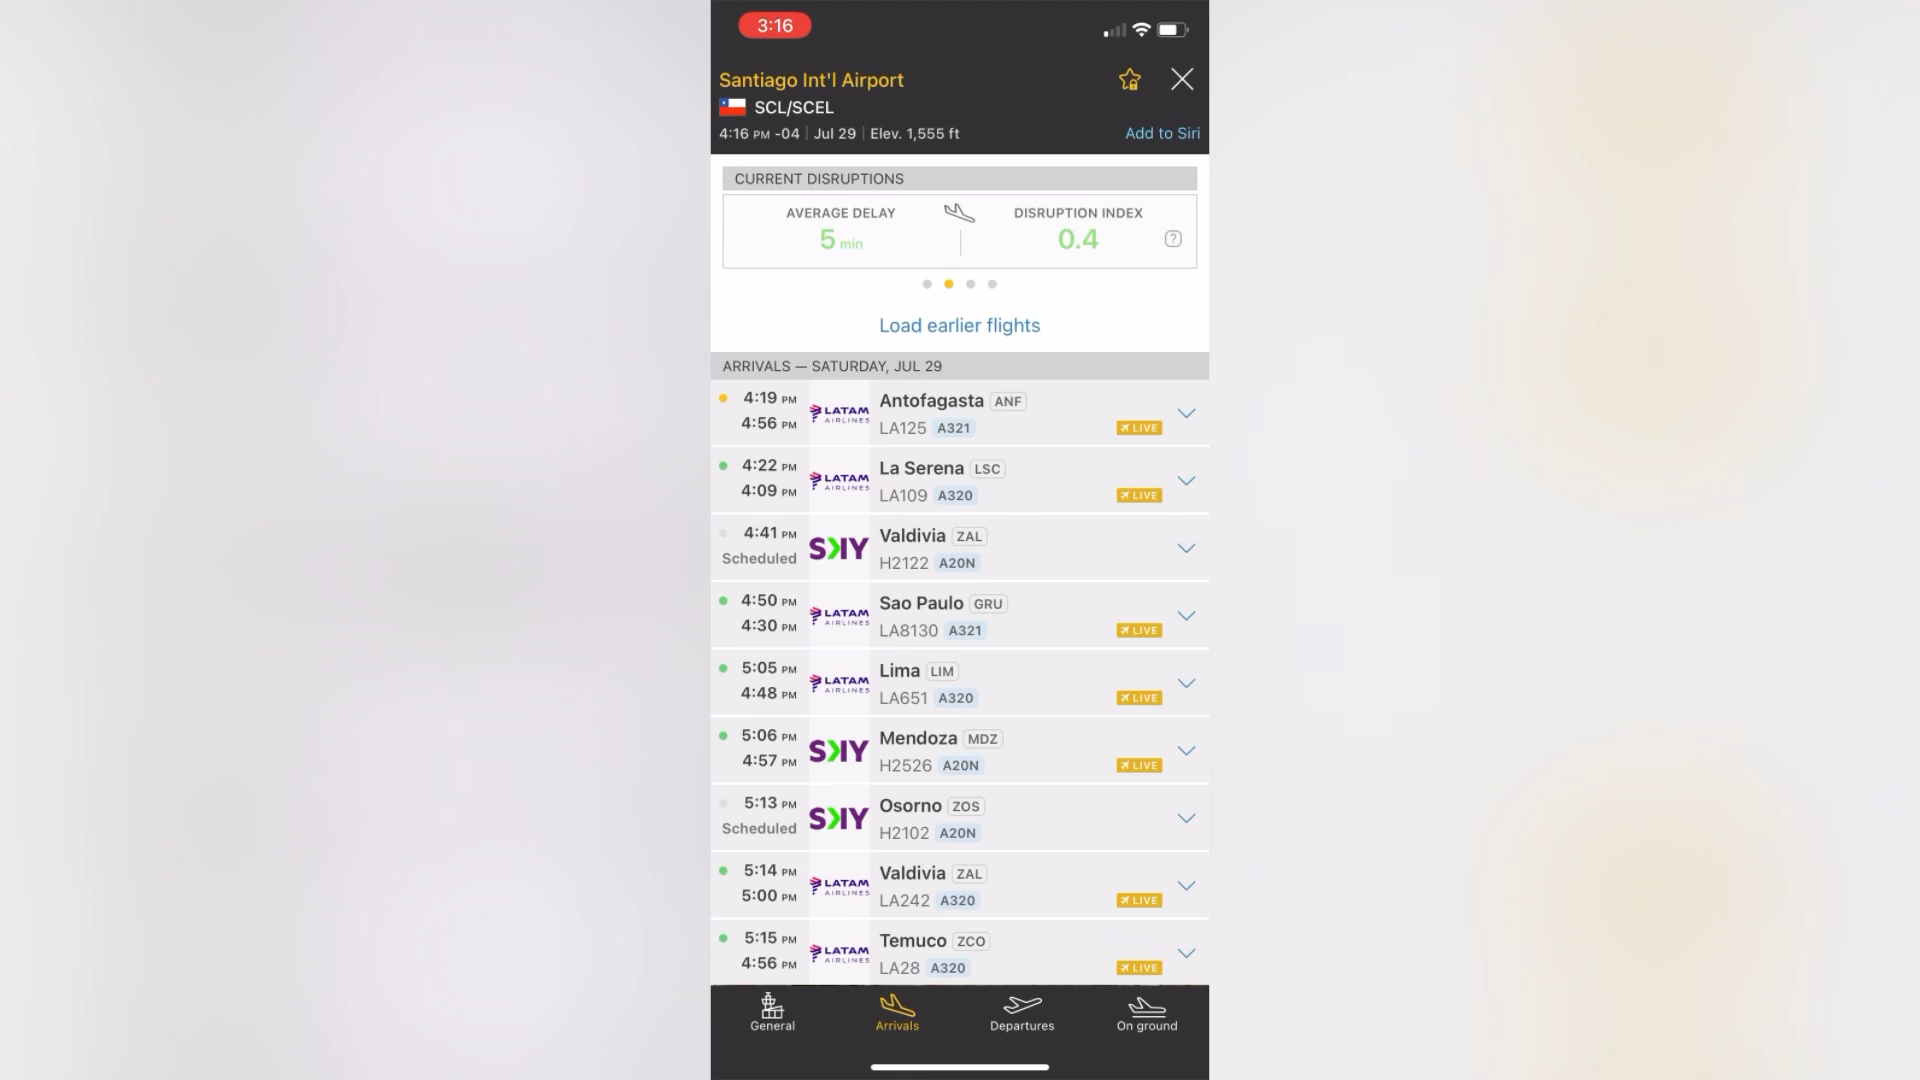 3:16
Santiago Int'l Airport
SCL/SCEL
4:16 PM -04 | Jul 29 | Elev. 1,555 ft
Add to Siri
CURRENT DISRUPTIONS
AVERAGE DELAY
5 min
DISRUPTION INDEX
0.4
?
Load earlier flights
ARRIVALS — SATURDAY, JUL 29
4:19 PM
4:56 PM
LATAM
AIRLINES
Antofagasta ANF
LA125 A321
LIVE
4:22 PM
4:09 PM
LATAM
AIRLINES
La Serena LSC
LA109 A320
LIVE
4:41 PM
Scheduled
SKY
Valdivia ZAL
H2122 A20N
4:50 PM
4:30 PM
LATAM
AIRLINES
Sao Paulo GRU
LA8130 A321
LIVE
5:05 PM
4:48 PM
LATAM
AIRLINES
Lima LIM
LA651 A320
LIVE
5:06 PM
4:57 PM
SKY
Mendoza MDZ
H2526 A20N
LIVE
5:13 PM
Scheduled
SKY
Osorno ZOS
H2102 A20N
5:14 PM
5:00 PM
LATAM
AIRLINES
Valdivia ZAL
LA242 A320
LIVE
5:15 PM
4:56 PM
LATAM
AIRLINES
Temuco ZCO
LA28 A320
LIVE
General
Arrivals
Departures
On ground